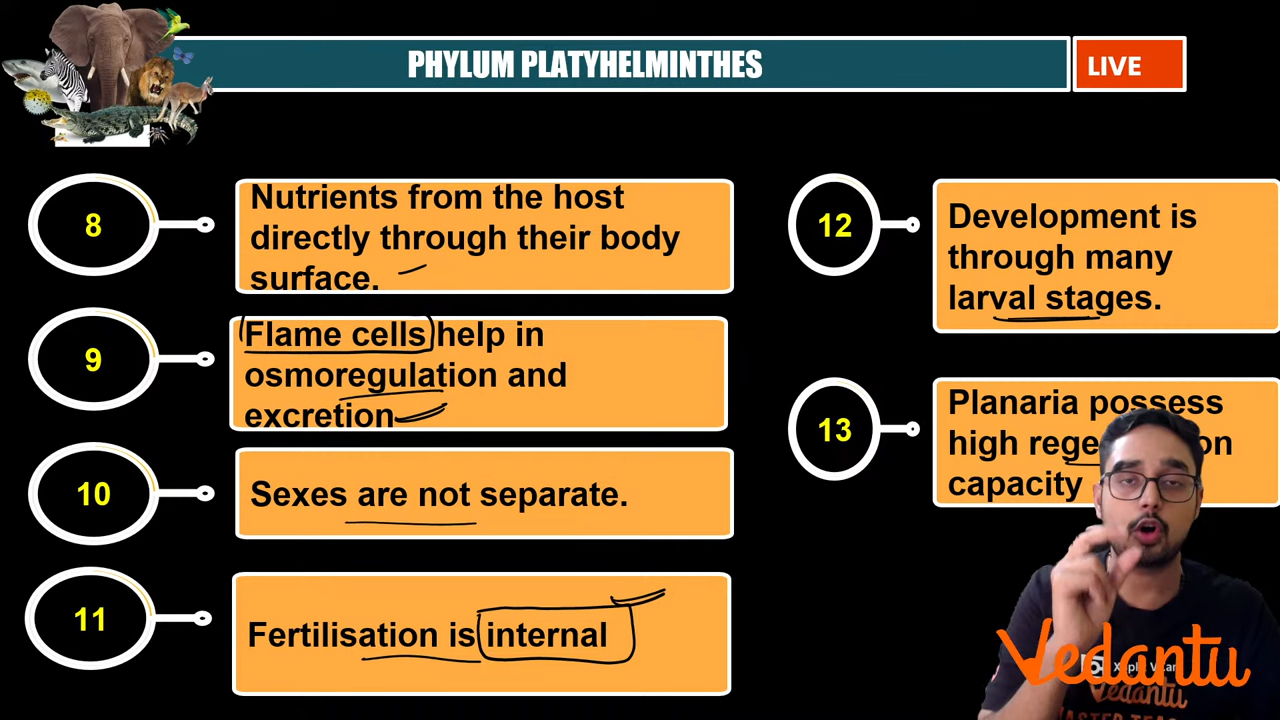 PHYLUM PLATYHELMINTHES
LIVE
8
Nutrients from the host
directly through their body
surface.
9
Flame cells help in
osmoregulation and
excretion
10
Sexes are not separate.
11
Fertilisation is internal
12
Development is
through many
larval stages.
13
Planaria possess
high
capacity
Vedantu
Vedantu
MASTER